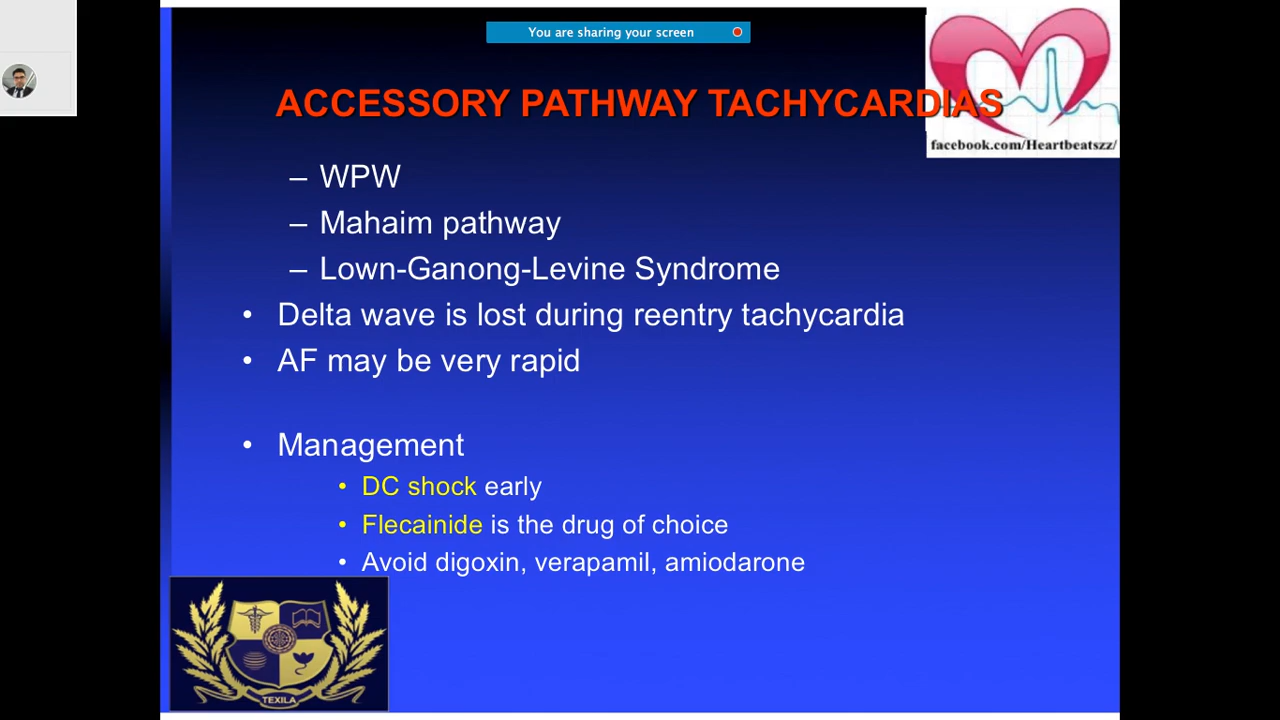 You are sharing your screen
ACCESSORY PATHWAY TACHYCARDIAS
facebook.com/Heartbeatszz/
– WPW
– Mahaim pathway
– Lown-Ganong-Levine Syndrome
• Delta wave is lost during reentry tachycardia
• AF may be very rapid
• Management
• DC shock early
• Flecainide is the drug of choice
• Avoid digoxin, verapamil, amiodarone
TEXILA